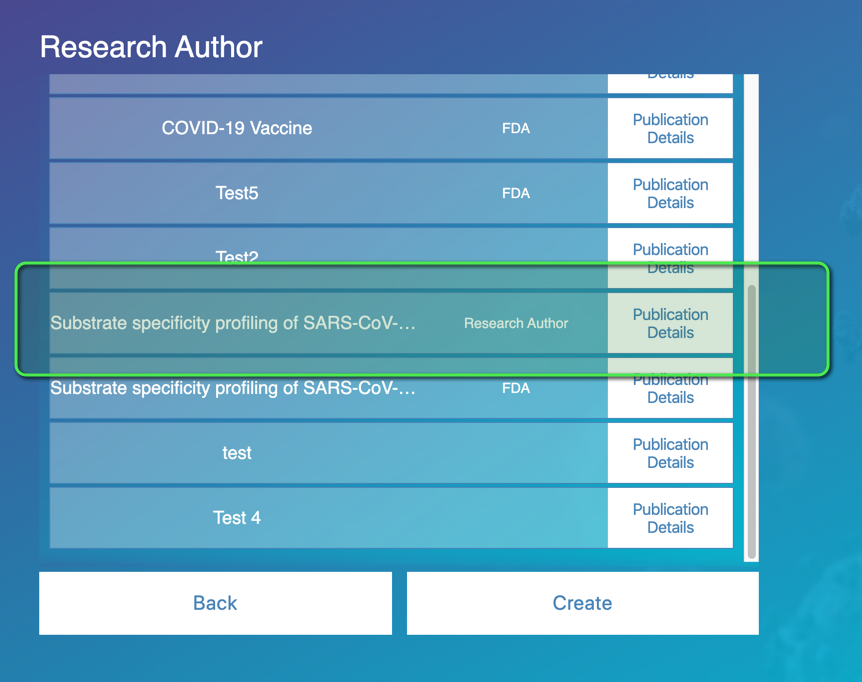 Research Author
Details
COVID-19 Vaccine FDA Publication Details
Test5 FDA Publication Details
Test2 Publication Details
Substrate specificity profiling of SARS-CoV-... Research Author Publication Details
Substrate specificity profiling of SARS-CoV-... FDA Publication Details
test Publication Details
Test 4 Publication Details
Back Create